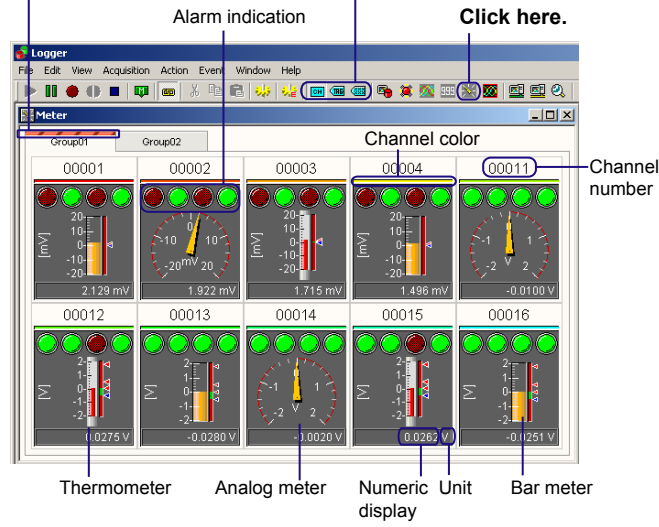 Alarm indication
Click here.
Logger
File Edit View Acquisition Action Event Window Help
Meter
Group01 Group02
Channel color
00001 00002 00003 00004 00011
Channel
number
20
10
0
-10
-20
[mV]
2.129 mV
0
-10 10
-20 mV 20
1.922 mV
20
10
0
-10
-20
[mV]
1.715 mV
20
10
0
-10
-20
[mV]
1.496 mV
-1 1
-2 V 2
-0.0100 V
00012 00013 00014 00015 00016
2
1
0
-1
-2
[V]
0.0275 V
2
1
0
-1
-2
[V]
-0.0280 V
-1 1
-2 V 2
-0.0020 V
2
1
0
-1
-2
[V]
0.0262 V
2
1
0
-1
-2
[V]
-0.0251 V
Thermometer Analog meter Numeric Unit Bar meter
display